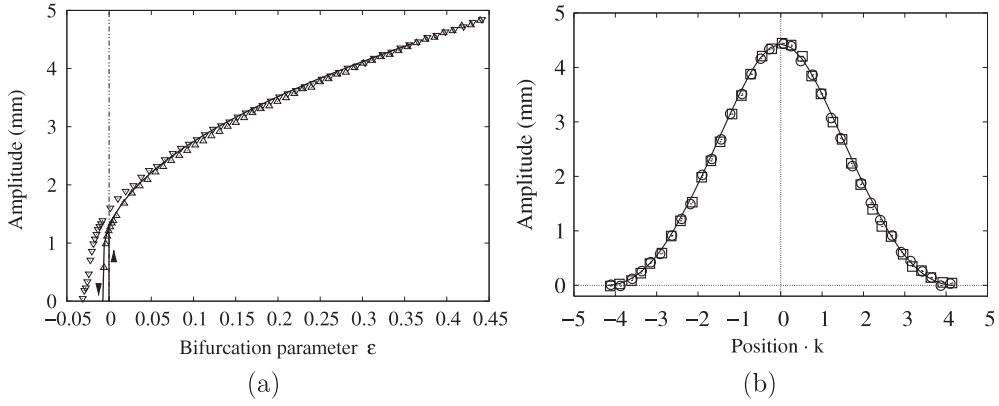 5
4
3
2
1
0
Amplitude (mm)
−0.05 0 0.05 0.1 0.15 0.2 0.25 0.3 0.35 0.4 0.45
Bifurcation parameter ε
(a)
5
4
3
2
1
0
Amplitude (mm)
−5 −4 −3 −2 −1 0 1 2 3 4 5
Position · k
(b)